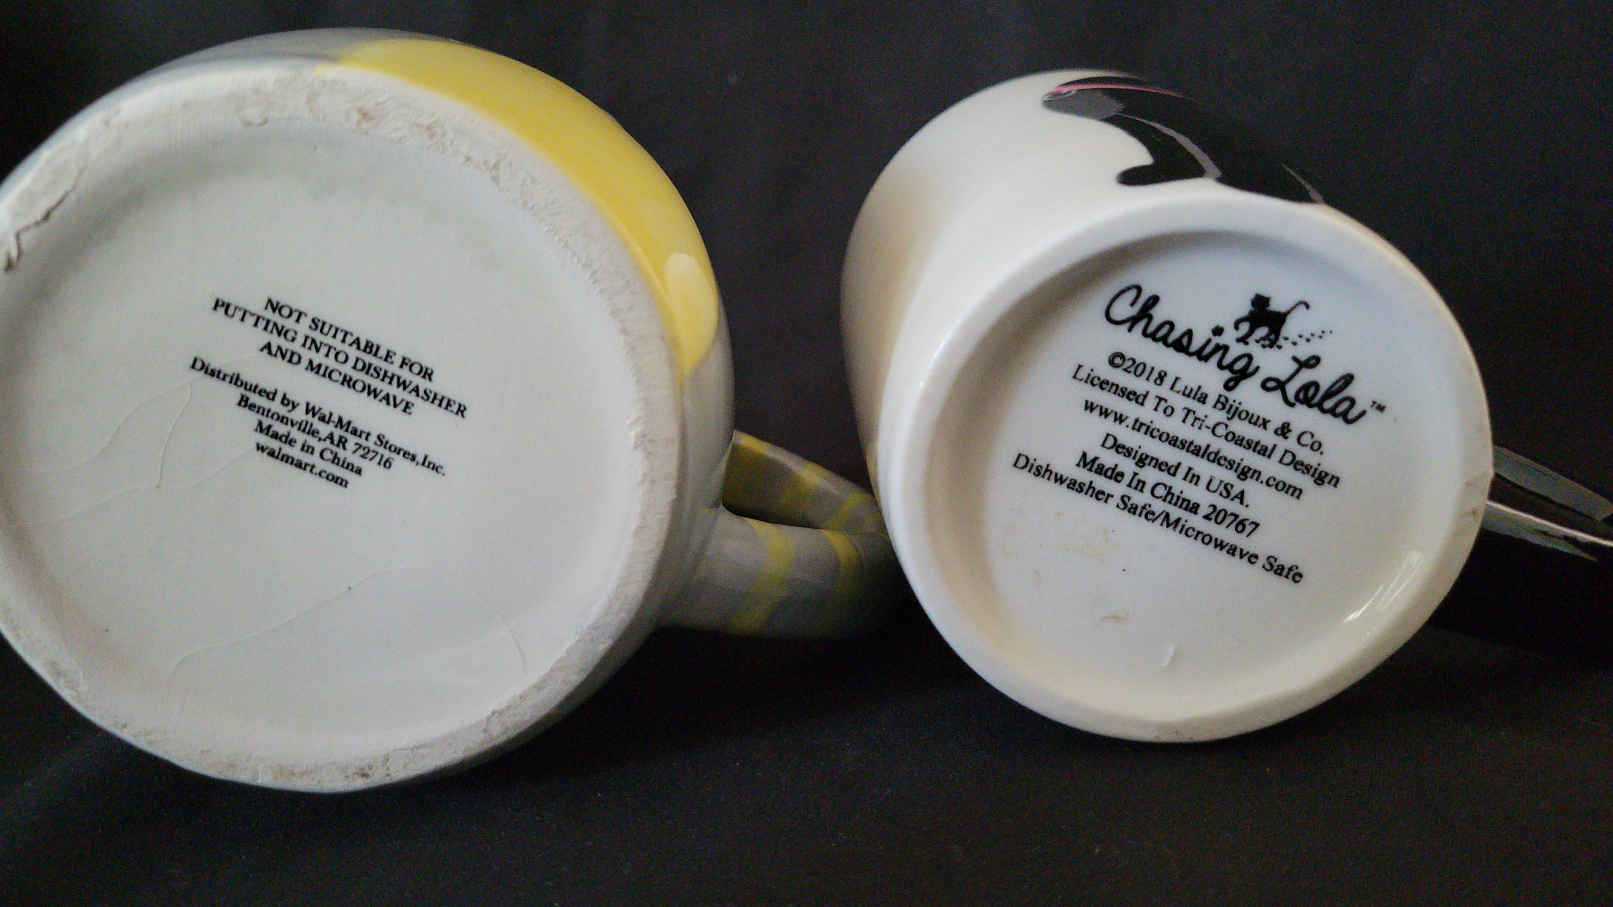 NOT SUITABLE FOR
PUTTING INTO DISHWASHER
AND MICROWAVE
Distributed by Wal-Mart Stores,Inc.
Bentonville,AR 72716
Made in China
walmart.com
Chasing Lola™
©2018 Lula Bijoux & Co.
Licensed To Tri-Coastal Design
www.tricoastaldesign.com
Designed In USA.
Made In China 20767
Dishwasher Safe/Microwave Safe